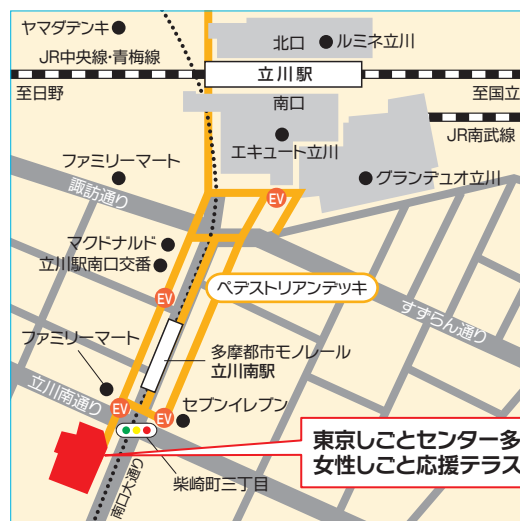 ヤマダデンキ
北口
ルミネ立川
JR中央線・青梅線
立川駅
至日野
至国立
南口
JR南武線
エキュート立川
ファミリーマート
グランデュオ立川
諏訪通り
EV
マクドナルド
立川駅南口交番
ペデストリアンデッキ
EV
すずらん通り
ファミリーマート
多摩都市モノレール
立川南駅
立川南通り
EV
EV
セブンイレブン
東京しごとセンター多
女性しごと応援テラス
柴崎町三丁目
南口大通り